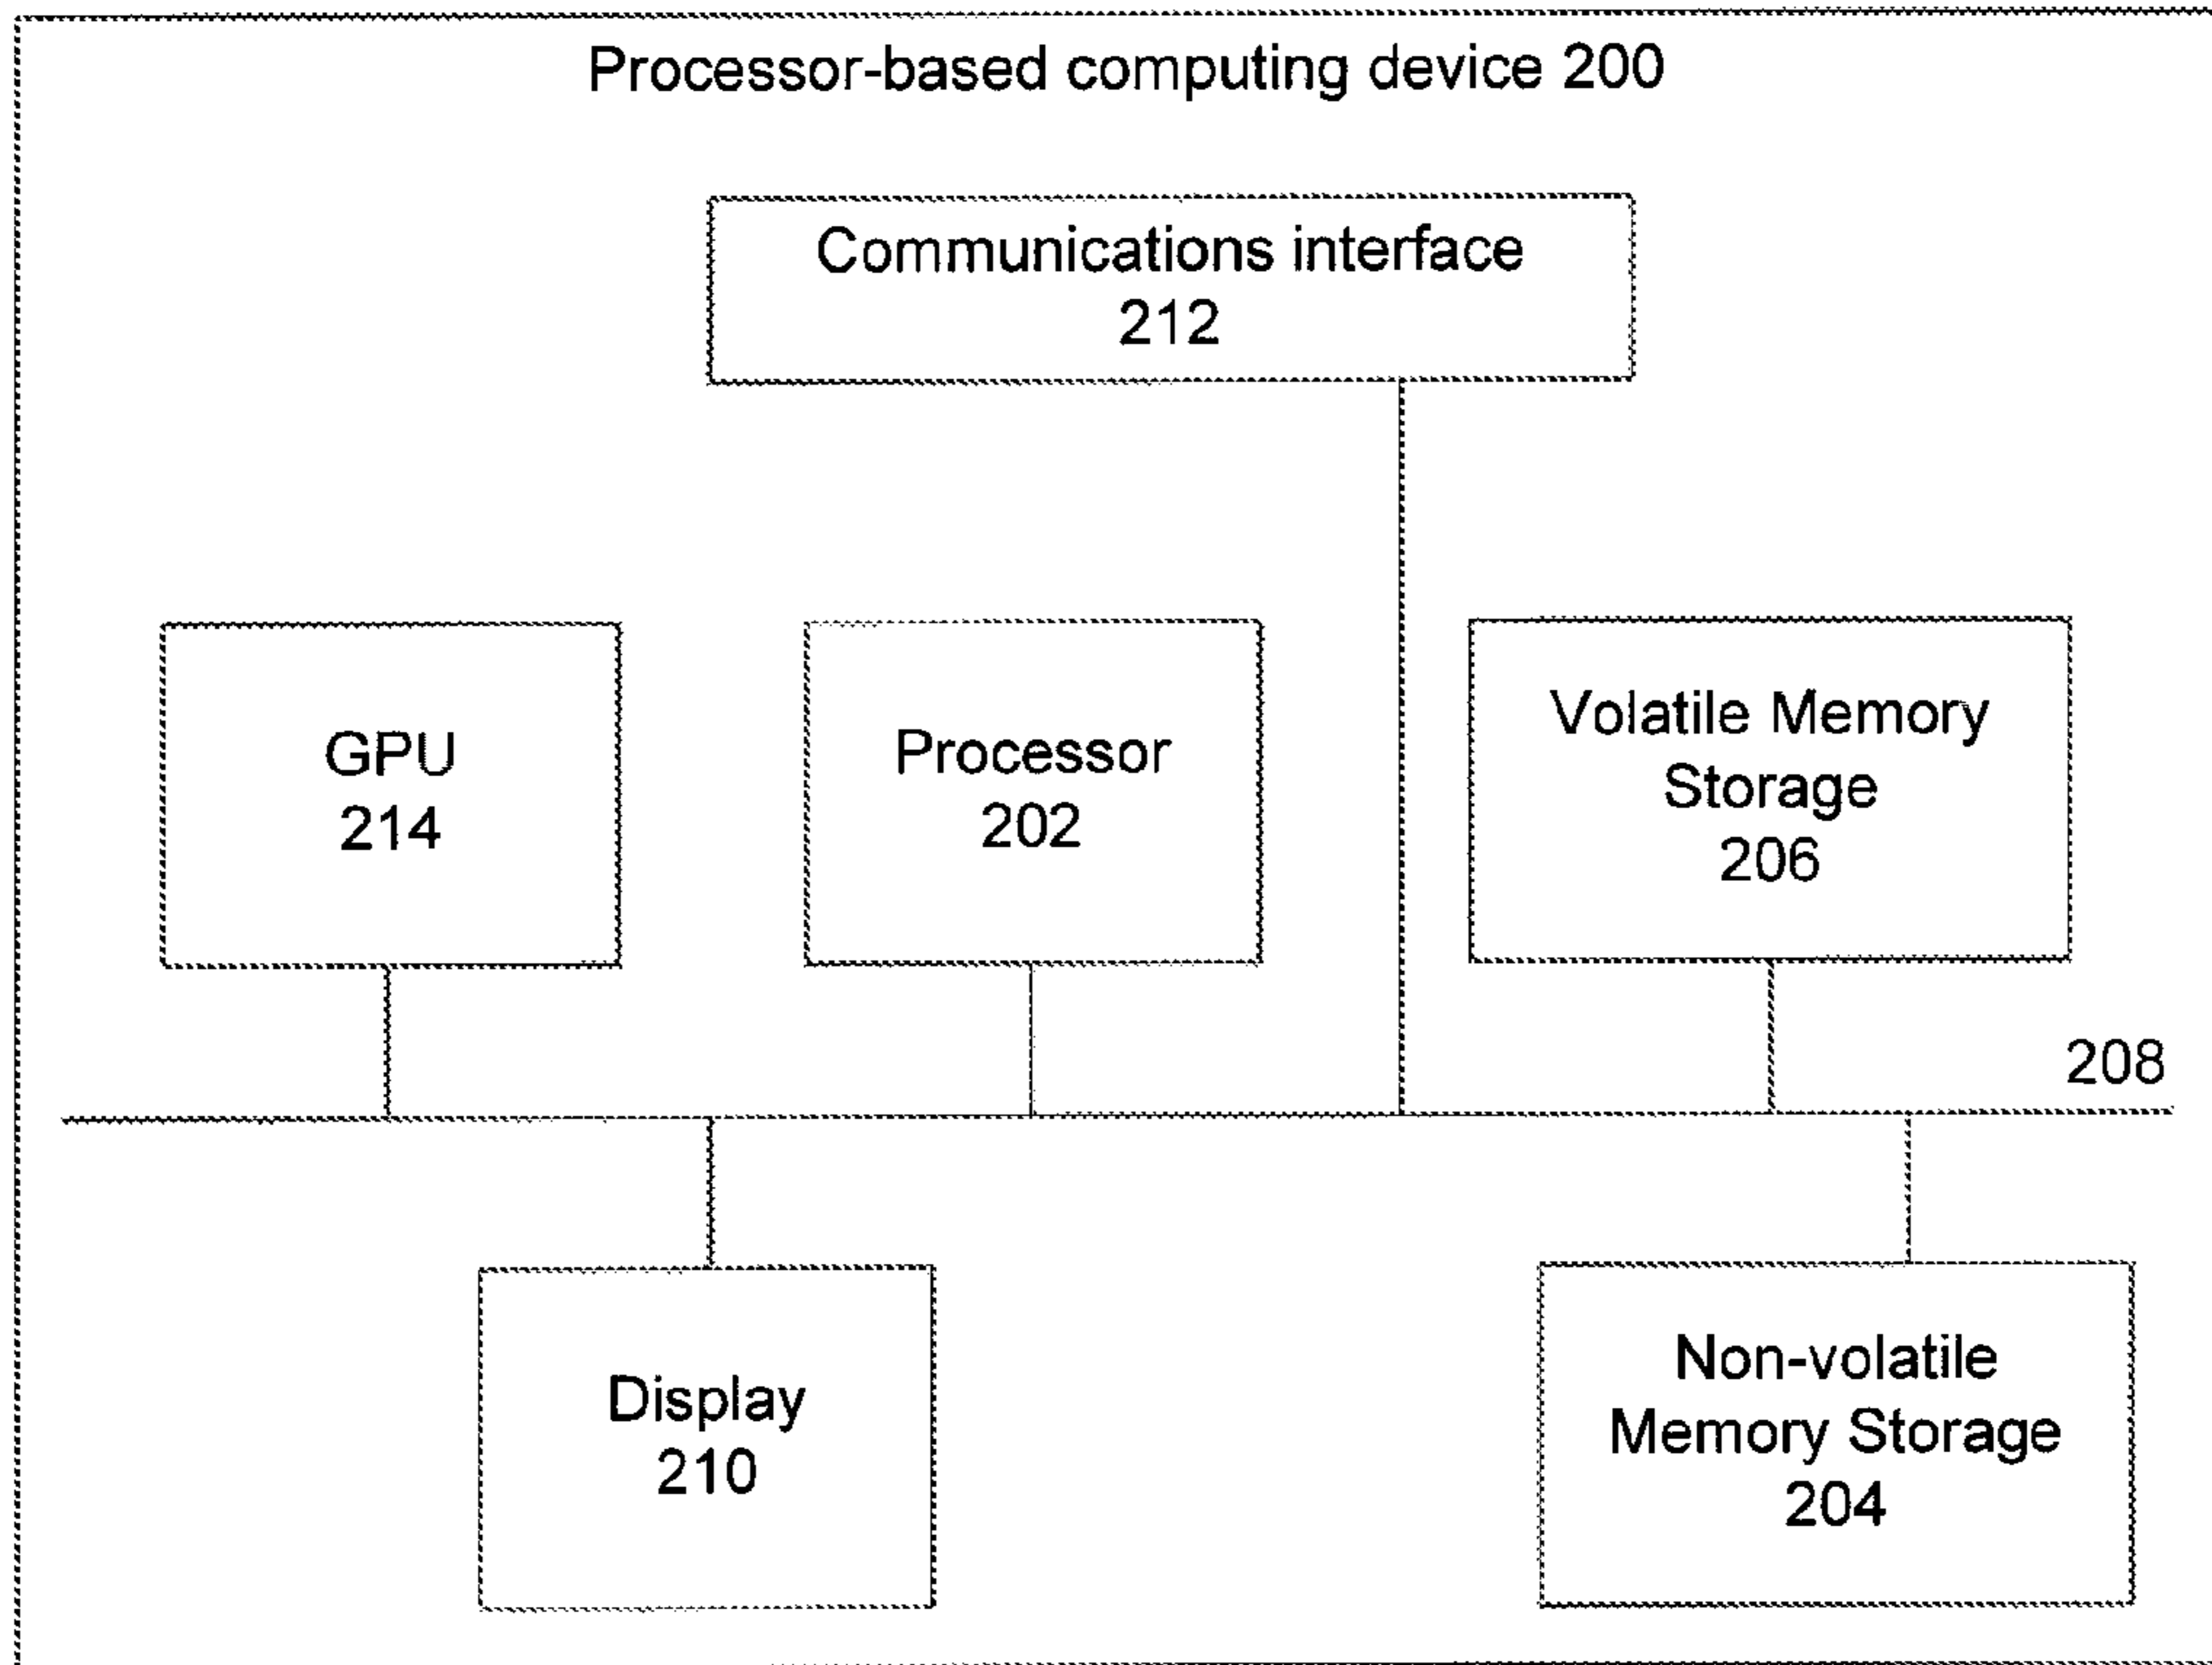 Processor-based computing device 200
Communications interface
212
GPU
214
Processor
202
Volatile Memory
Storage
206
208
Display
210
Non-volatile
Memory Storage
204